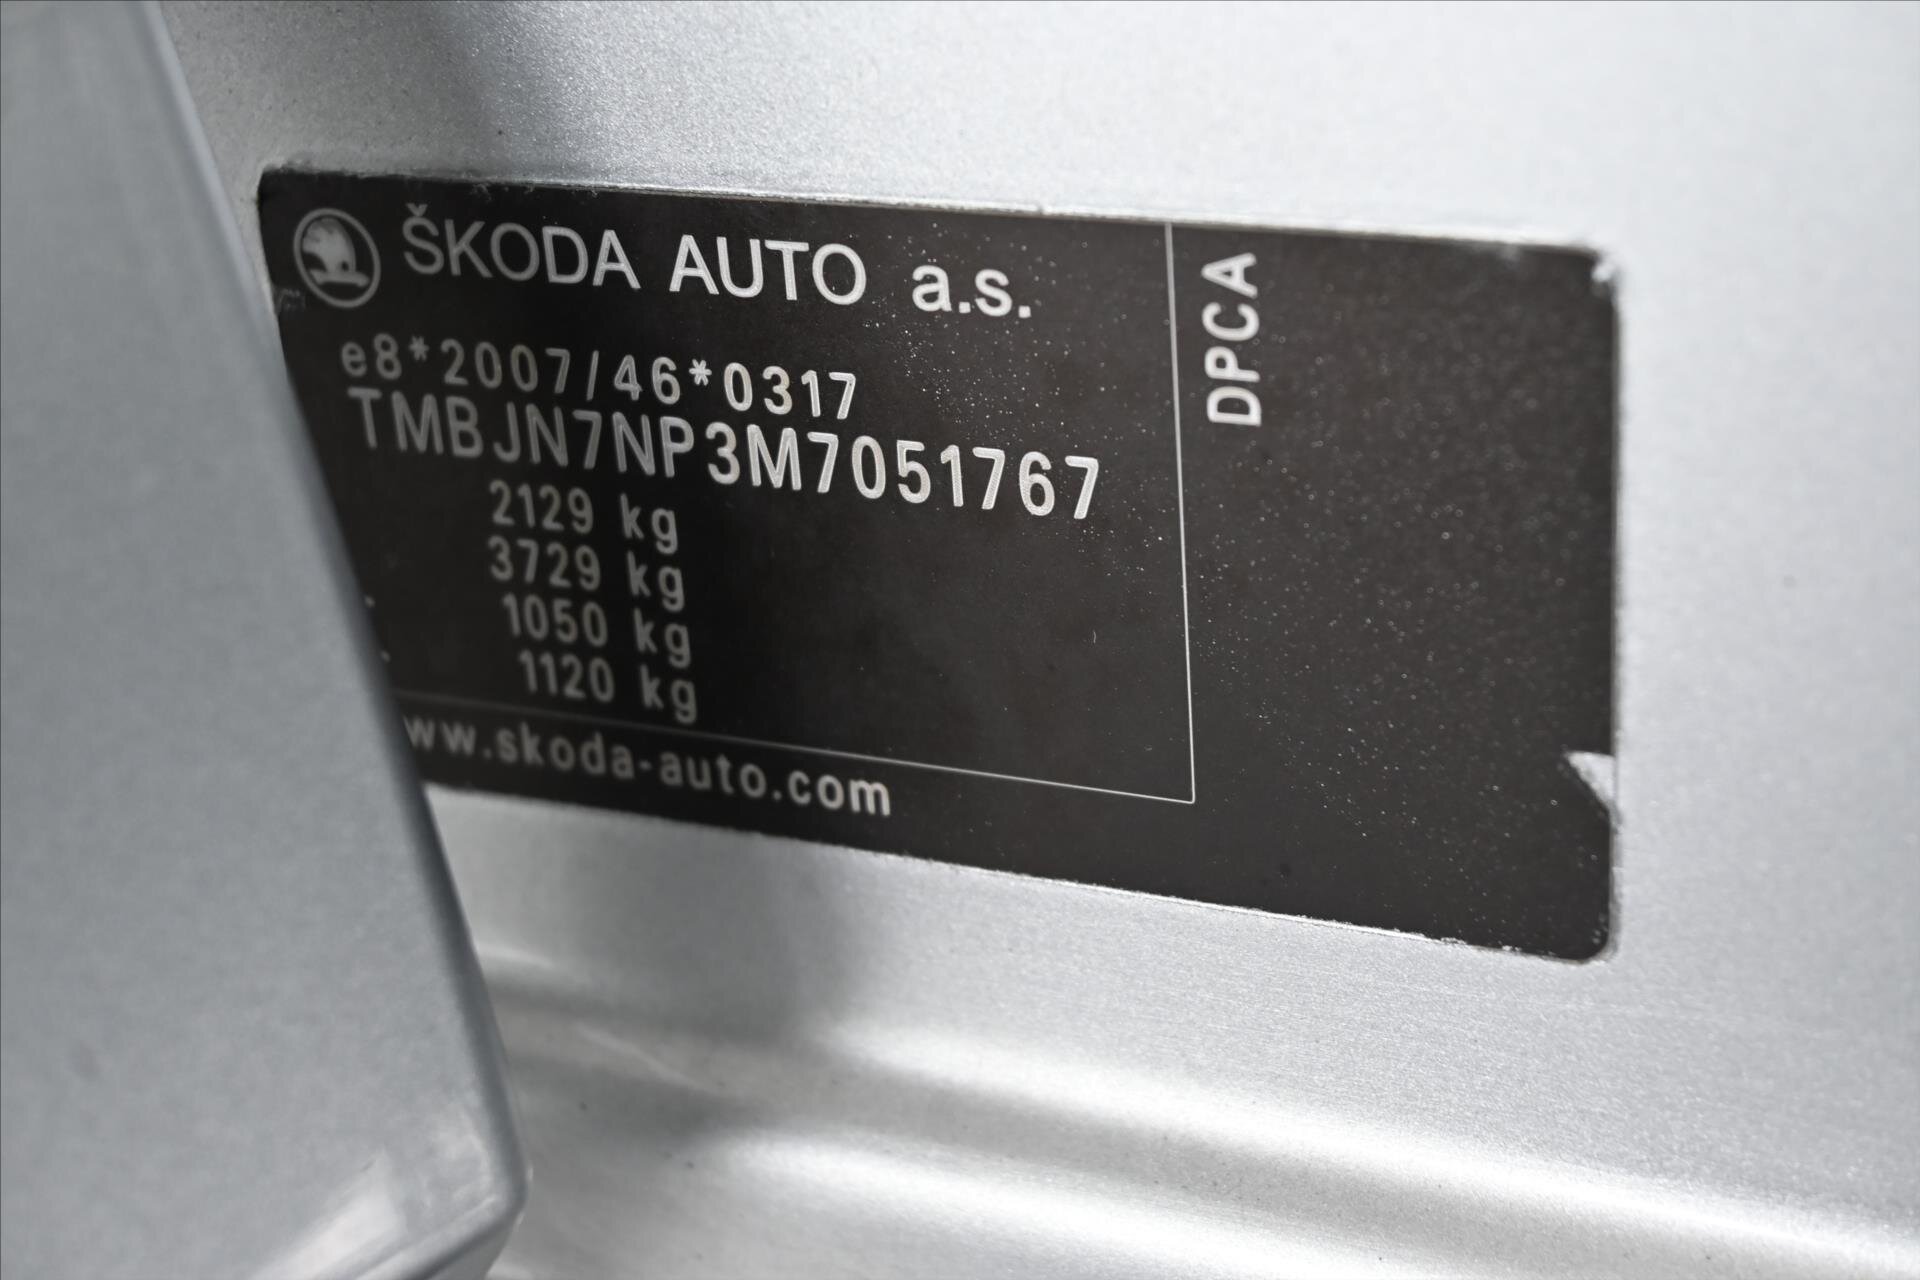 ŠKODA AUTO a.s.
e8*2007/46*0317
TMBJN7NP3M7051767
2129 kg
3729 kg
1050 kg
1120 kg
ww.skoda-auto.com
DPCA